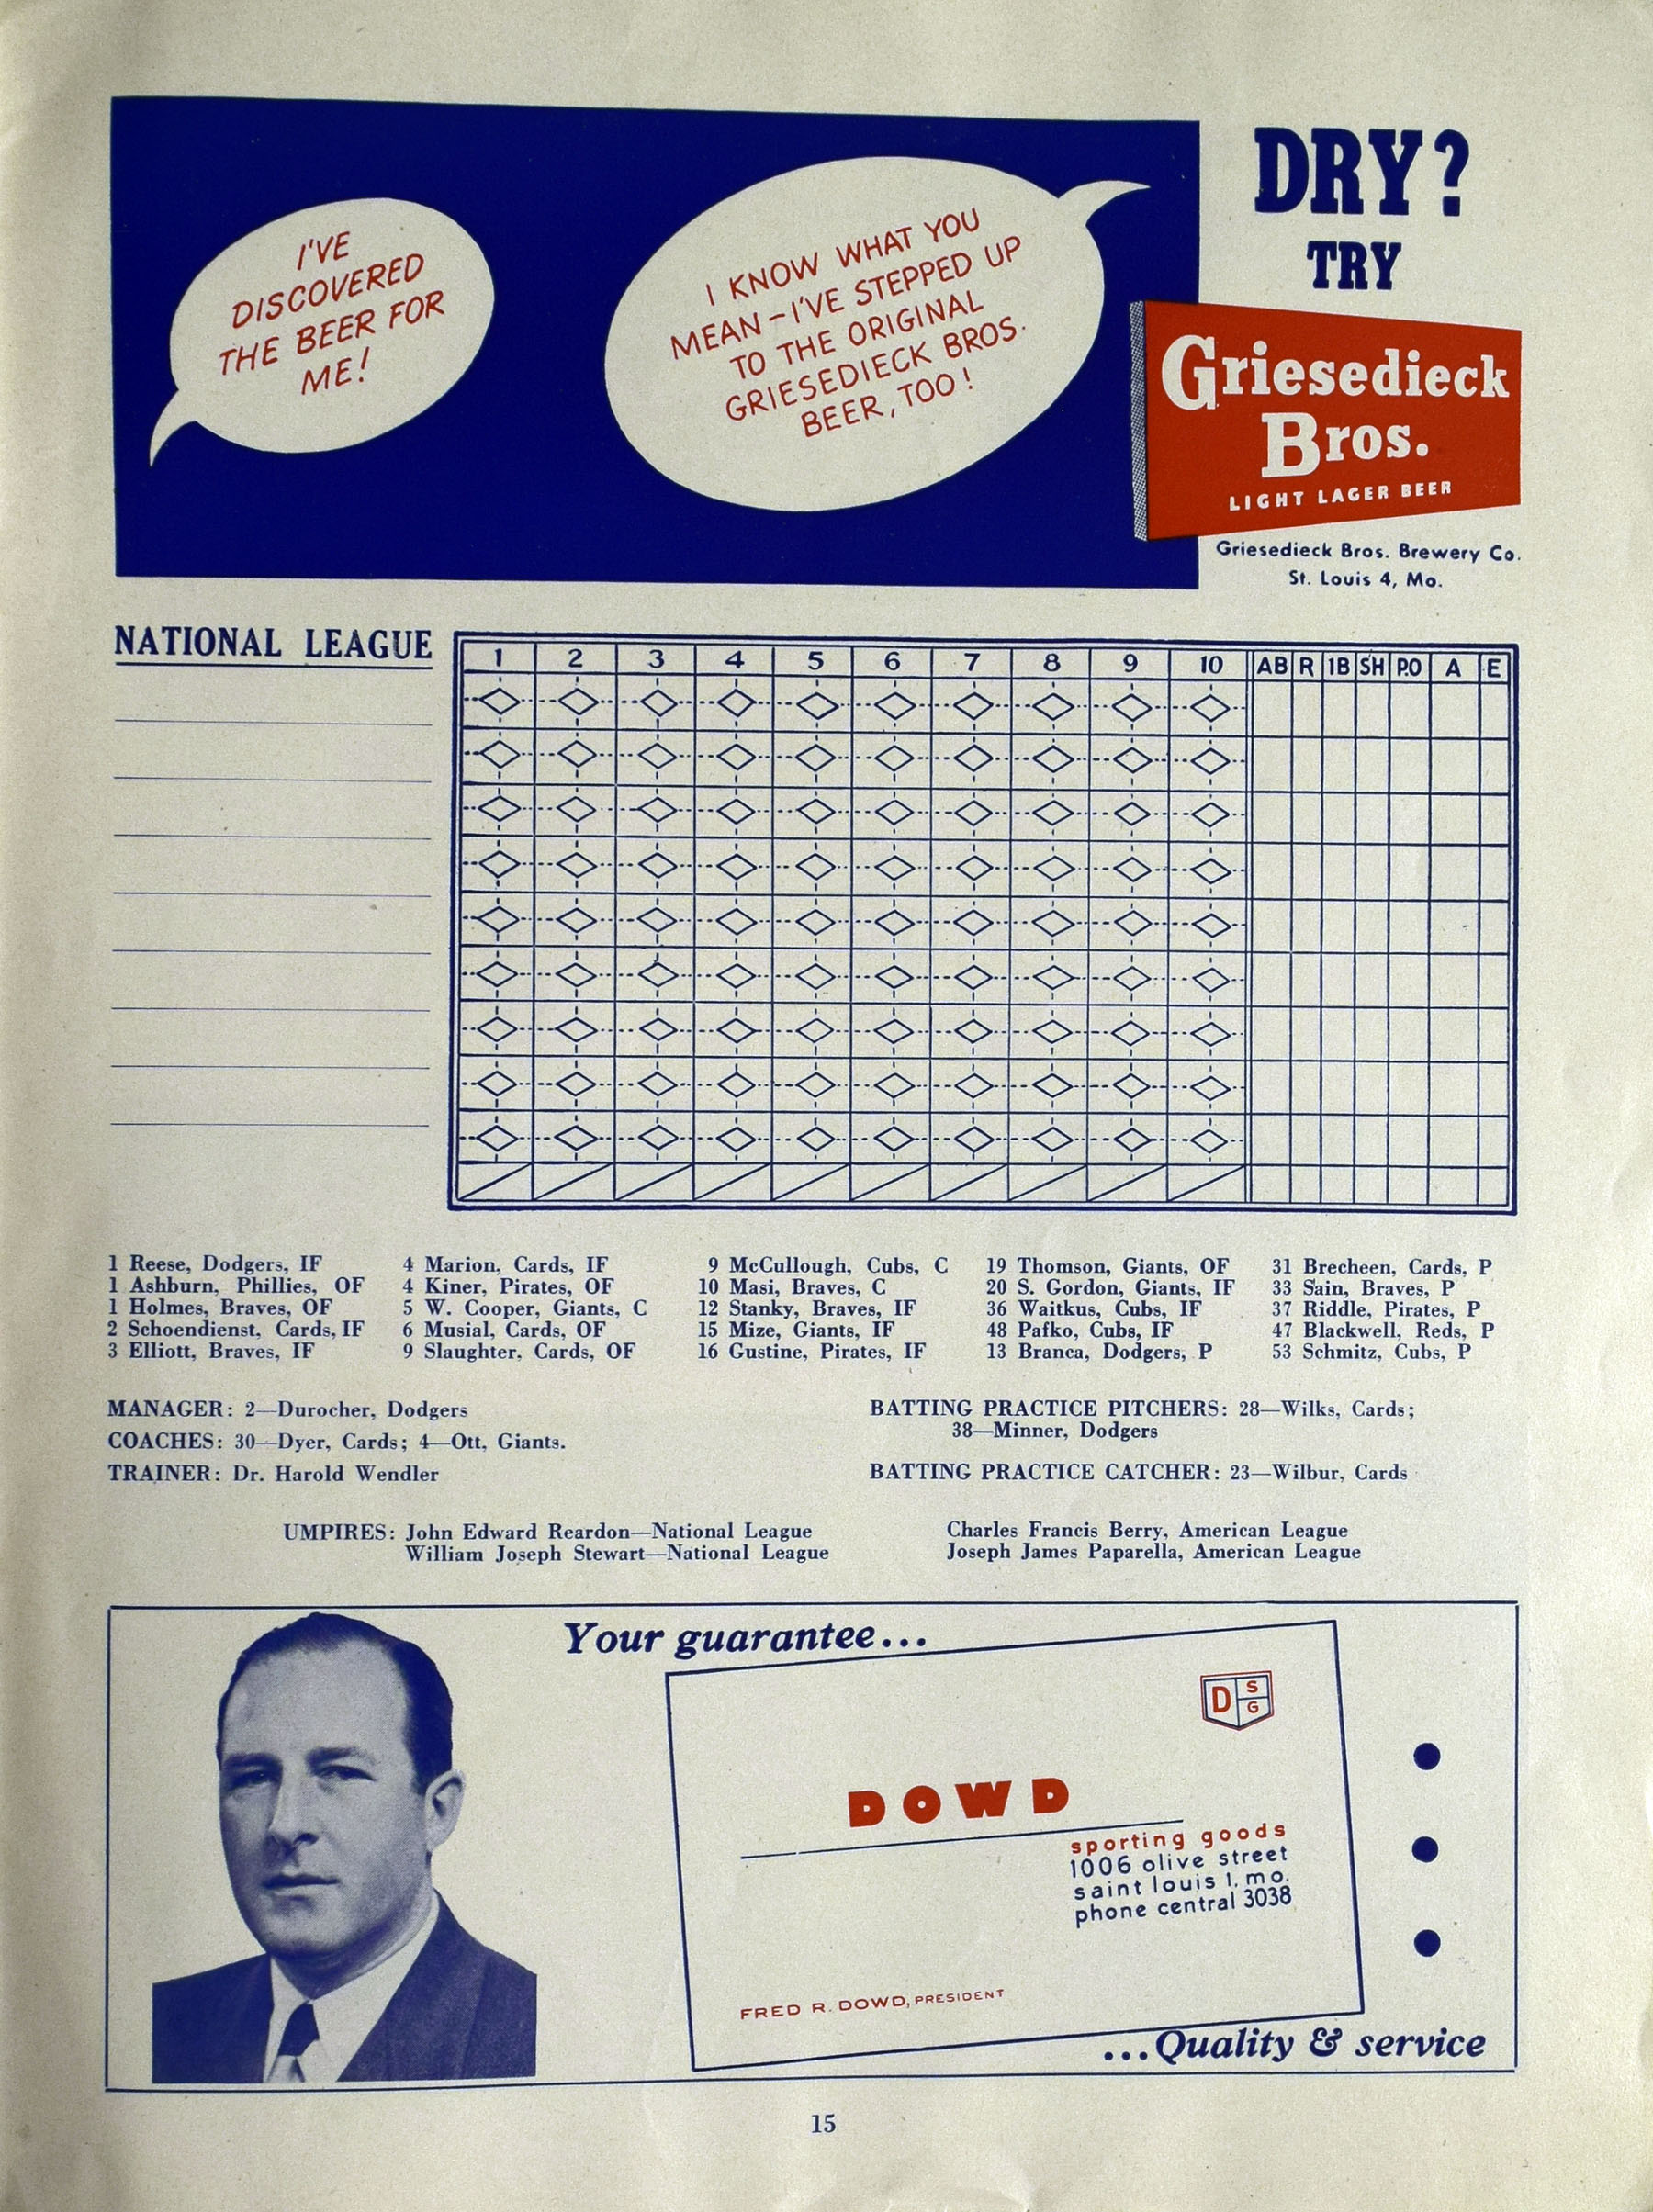 I'VE
DISCOVERED
THE BEER FOR
ME!
I KNOW WHAT YOU
MEAN – I'VE STEPPED UP
TO THE ORIGINAL
GRIESEDIECK BROS.
BEER, TOO!
DRY?
TRY
Griesedieck
Bros.
LIGHT LAGER BEER
Griesedieck Bros. Brewery Co.
St. Louis 4, Mo.
NATIONAL LEAGUE
1 2 3 4 5 6 7 8 9 10 AB R 1B SH P.O A E
1 Reese, Dodgers, IF
1 Ashburn, Phillies, OF
1 Holmes, Braves, OF
2 Schoendienst, Cards, IF
3 Elliott, Braves, IF
4 Marion, Cards, IF
4 Kiner, Pirates, OF
5 W. Cooper, Giants, C
6 Musial, Cards, OF
9 Slaughter, Cards, OF
9 McCullough, Cubs, C
10 Masi, Braves, C
12 Stanky, Braves, IF
15 Mize, Giants, IF
16 Gustine, Pirates, IF
19 Thomson, Giants, OF
20 S. Gordon, Giants, IF
36 Waitkus, Cubs, IF
48 Pafko, Cubs, IF
13 Branca, Dodgers, P
31 Brecheen, Cards, P
33 Sain, Braves, P
37 Riddle, Pirates, P
47 Blackwell, Reds, P
53 Schmitz, Cubs, P
MANAGER: 2—Durocher, Dodgers
COACHES: 30—Dyer, Cards; 4—Ott, Giants.
TRAINER: Dr. Harold Wendler
BATTING PRACTICE PITCHERS: 28—Wilks, Cards;
38—Minner, Dodgers
BATTING PRACTICE CATCHER: 23—Wilbur, Cards
UMPIRES: John Edward Reardon—National League
William Joseph Stewart—National League
Charles Francis Berry, American League
Joseph James Paparella, American League
Your guarantee...
D S
G
DOWD
sporting goods
1006 olive street
saint louis 1, mo.
phone central 3038
FRED R. DOWD, PRESIDENT
...Quality & service
15